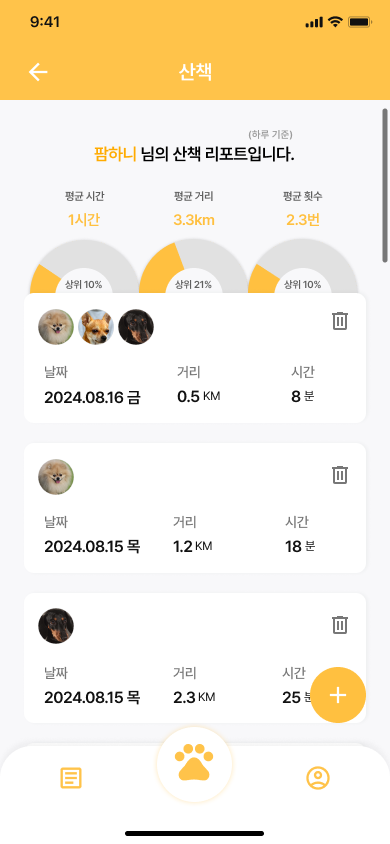 9:41
산책
(하루 기준)
팜하니 님의 산책 리포트입니다.
평균 시간 평균 거리 평균 횟수
1시간 3.3km 2.3번
상위 10% 상위 21% 상위 10%
날짜 거리 시간
2024.08.16 금 0.5 KM 8 분
날짜 거리 시간
2024.08.15 목 1.2 KM 18 분
날짜 거리 시간
2024.08.15 목 2.3 KM 25